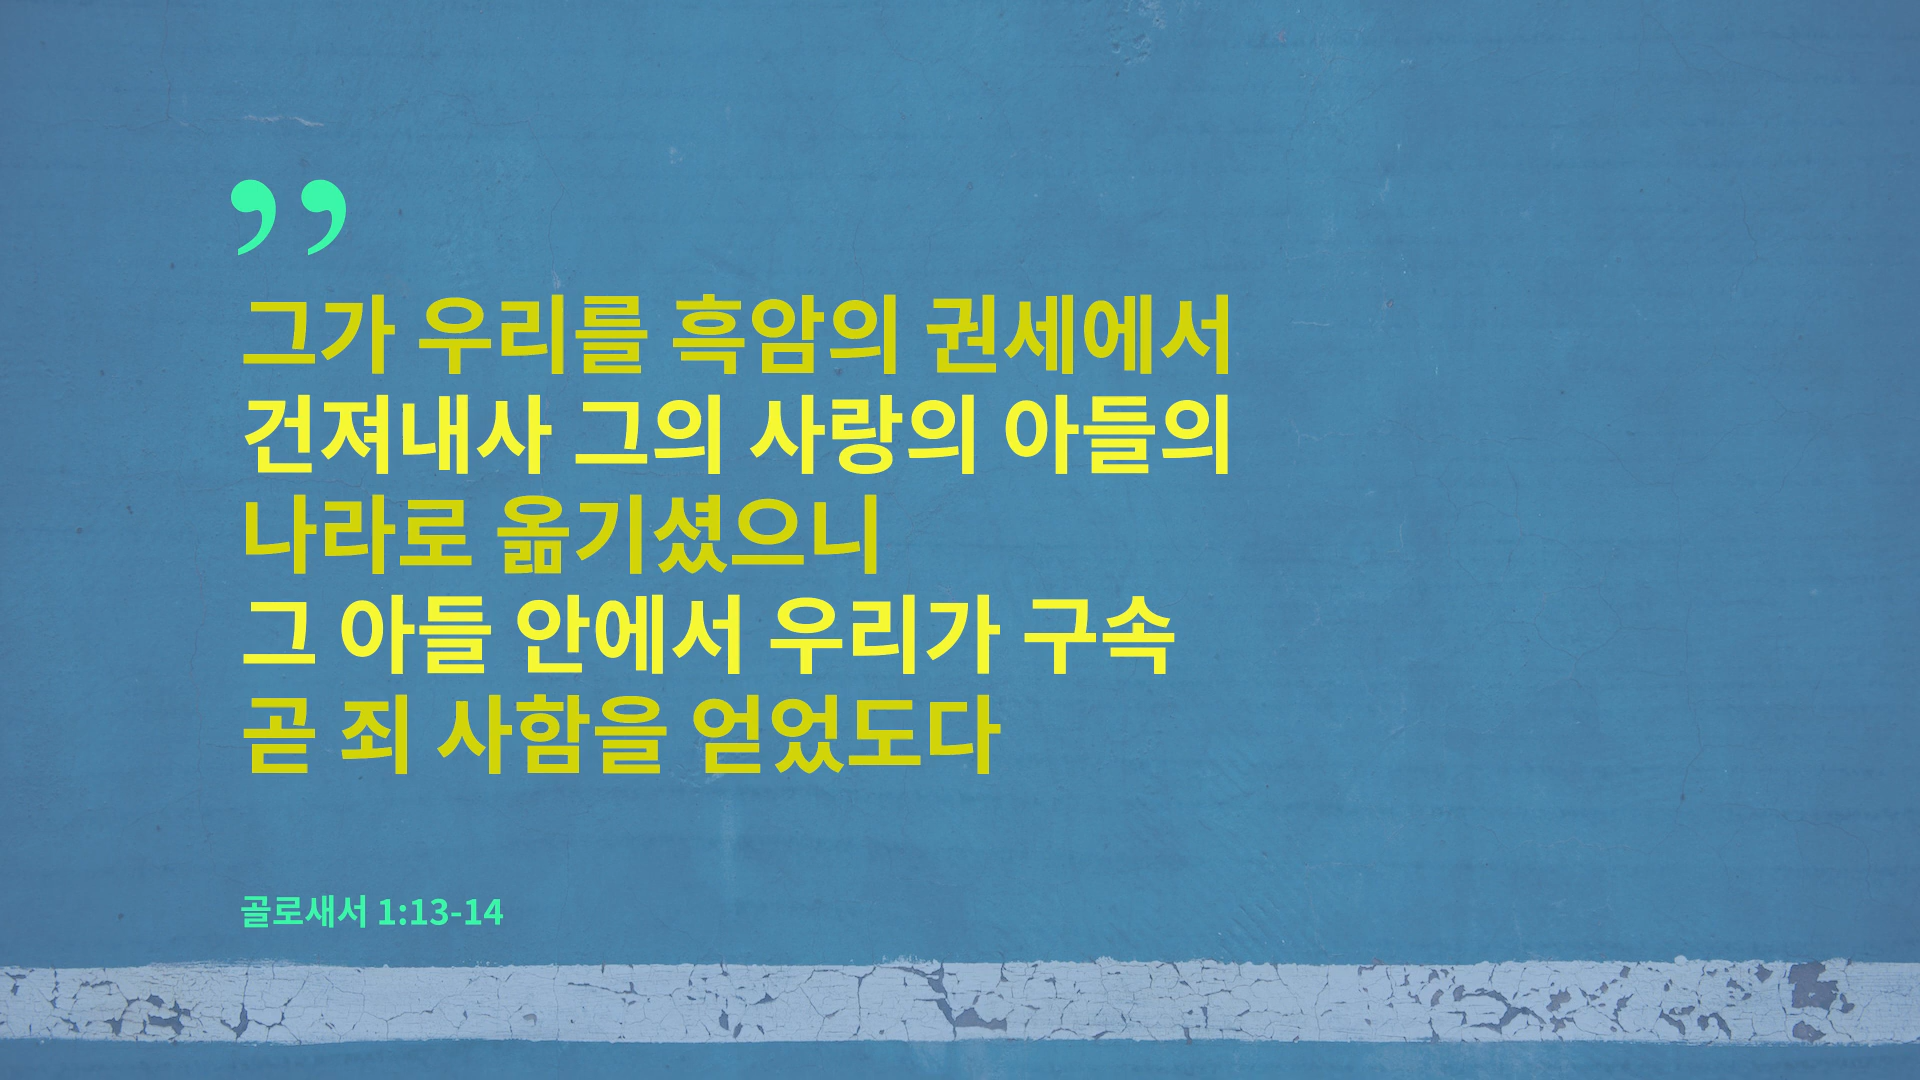 ”
그가 우리를 흑암의 권세에서
건져내사 그의 사랑의 아들의
나라로 옮기셨으니
그 아들 안에서 우리가 구속
곧 죄 사함을 얻었도다
골로새서 1:13-14